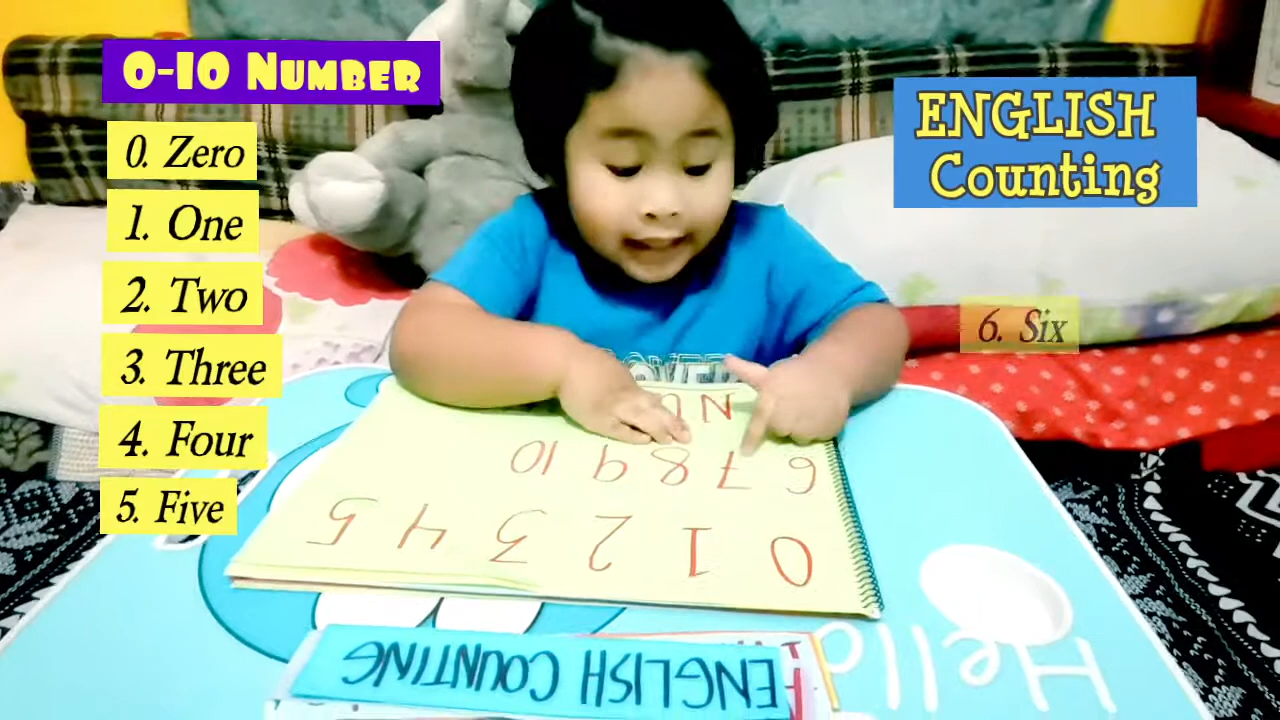 0-10 NUMBER
0. Zero
1. One
2. Two
3. Three
4. Four
5. Five
ENGLISH
Counting
6. Six
0 1 2 3 4 5
6 7 8 9 10
ENGLISH COUNTING
Hello